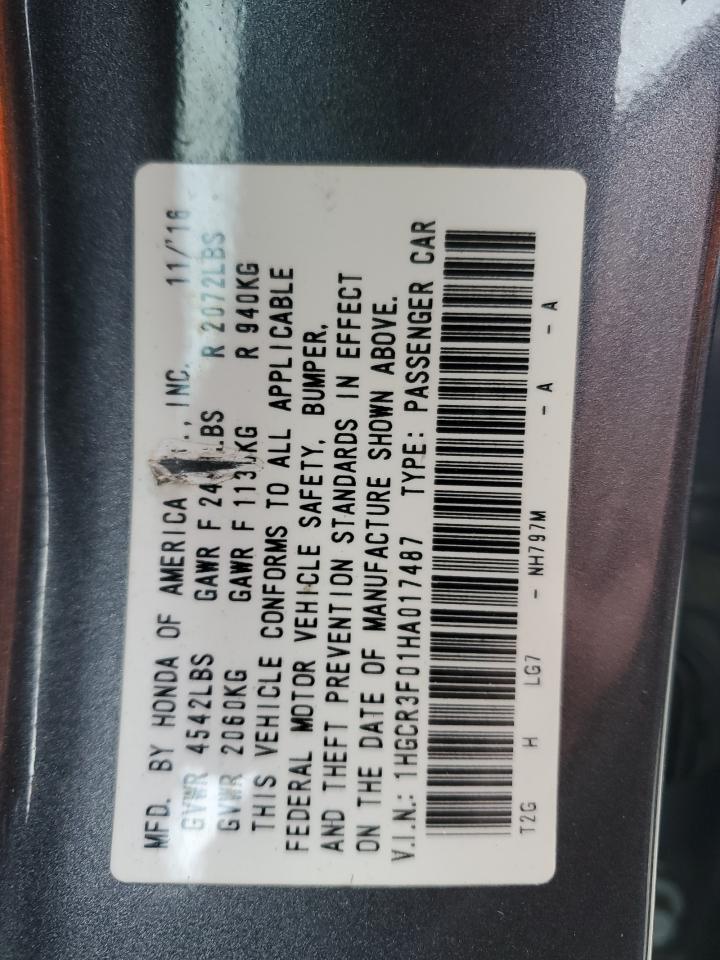 MFD. BY HONDA OF AMERICA , INC. 11/'16
GVWR 4542LBS GAWR F 24 LBS R 2072LBS
GVWR 2060KG GAWR F 113 KG R 940KG
THIS VEHICLE CONFORMS TO ALL APPLICABLE
FEDERAL MOTOR VEHICLE SAFETY, BUMPER,
AND THEFT PREVENTION STANDARDS IN EFFECT
ON THE DATE OF MANUFACTURE SHOWN ABOVE.
V.I.N.: 1HGCR3F01HA017487 TYPE: PASSENGER CAR
T2G H LG7 - NH797M - A - A